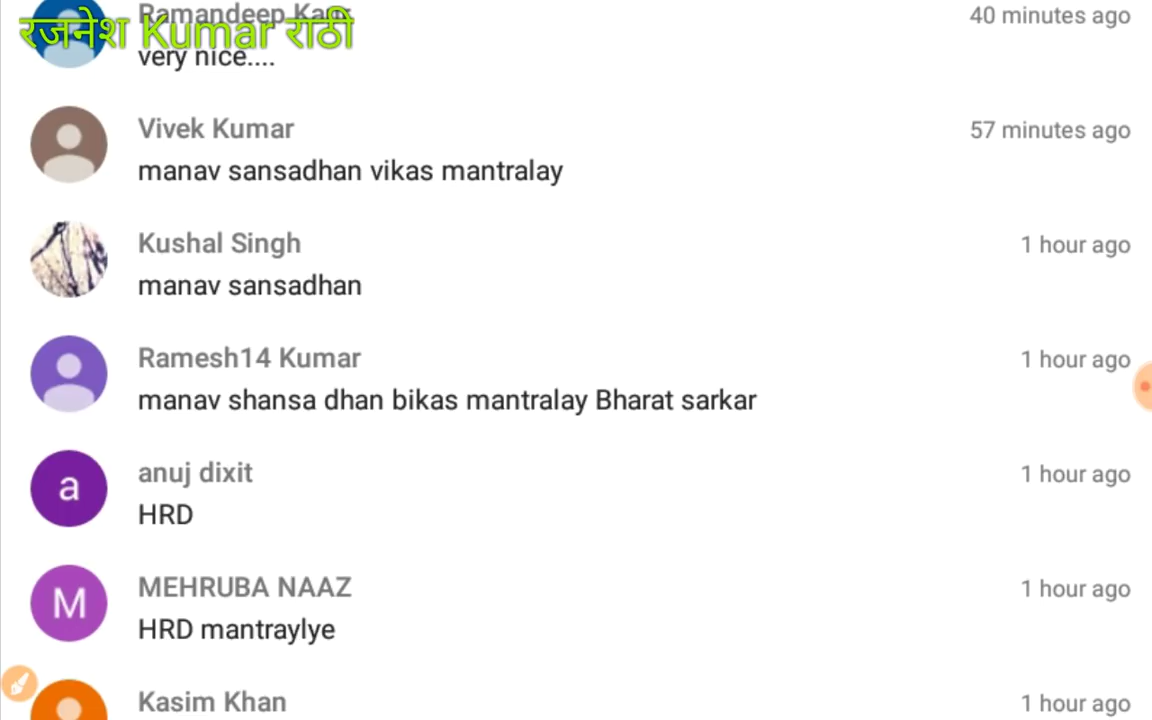 Ramandeep Kaur
40 minutes ago
रजनेश Kumar राठी
very nice....
Vivek Kumar
57 minutes ago
manav sansadhan vikas mantralay
Kushal Singh
1 hour ago
manav sansadhan
Ramesh14 Kumar
1 hour ago
manav shansa dhan bikas mantralay Bharat sarkar
a
anuj dixit
1 hour ago
HRD
M
MEHRUBA NAAZ
1 hour ago
HRD mantraylye
Kasim Khan
1 hour ago